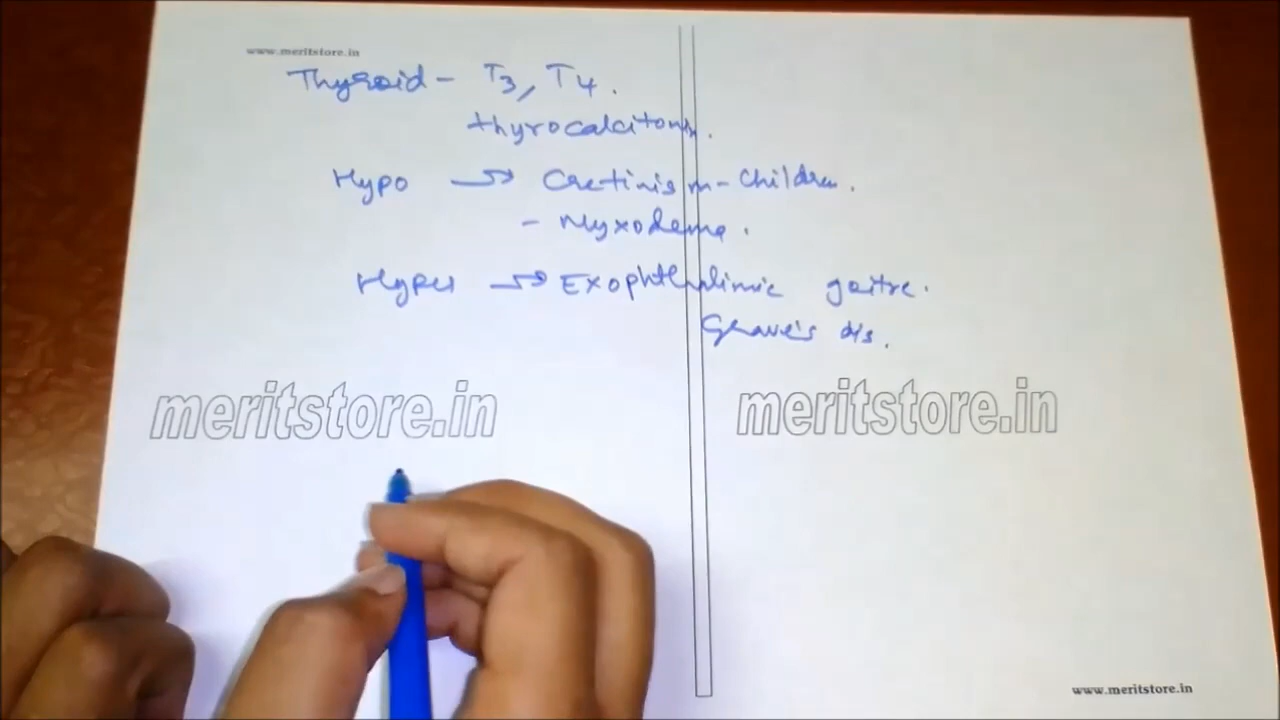 www.meritstore.in
Thyroid - T3, T4.
thyrocalcitonin.
Hypo → Cretinism - Children.
- Myxodema.
Hyper → Exophthalimic goitre.
Grave's dis.
meritstore.in meritstore.in
www.meritstore.in